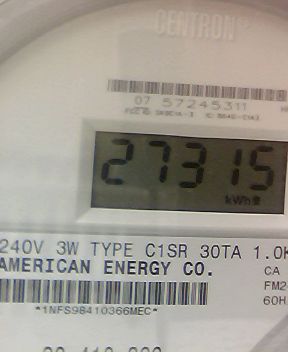 CENTRON
07 57245311
27315
kWh
240V 3W TYPE C1SR 30TA 1.0K
AMERICAN ENERGY CO.
CA
FM2
60H
*1NFS98410366MEC*